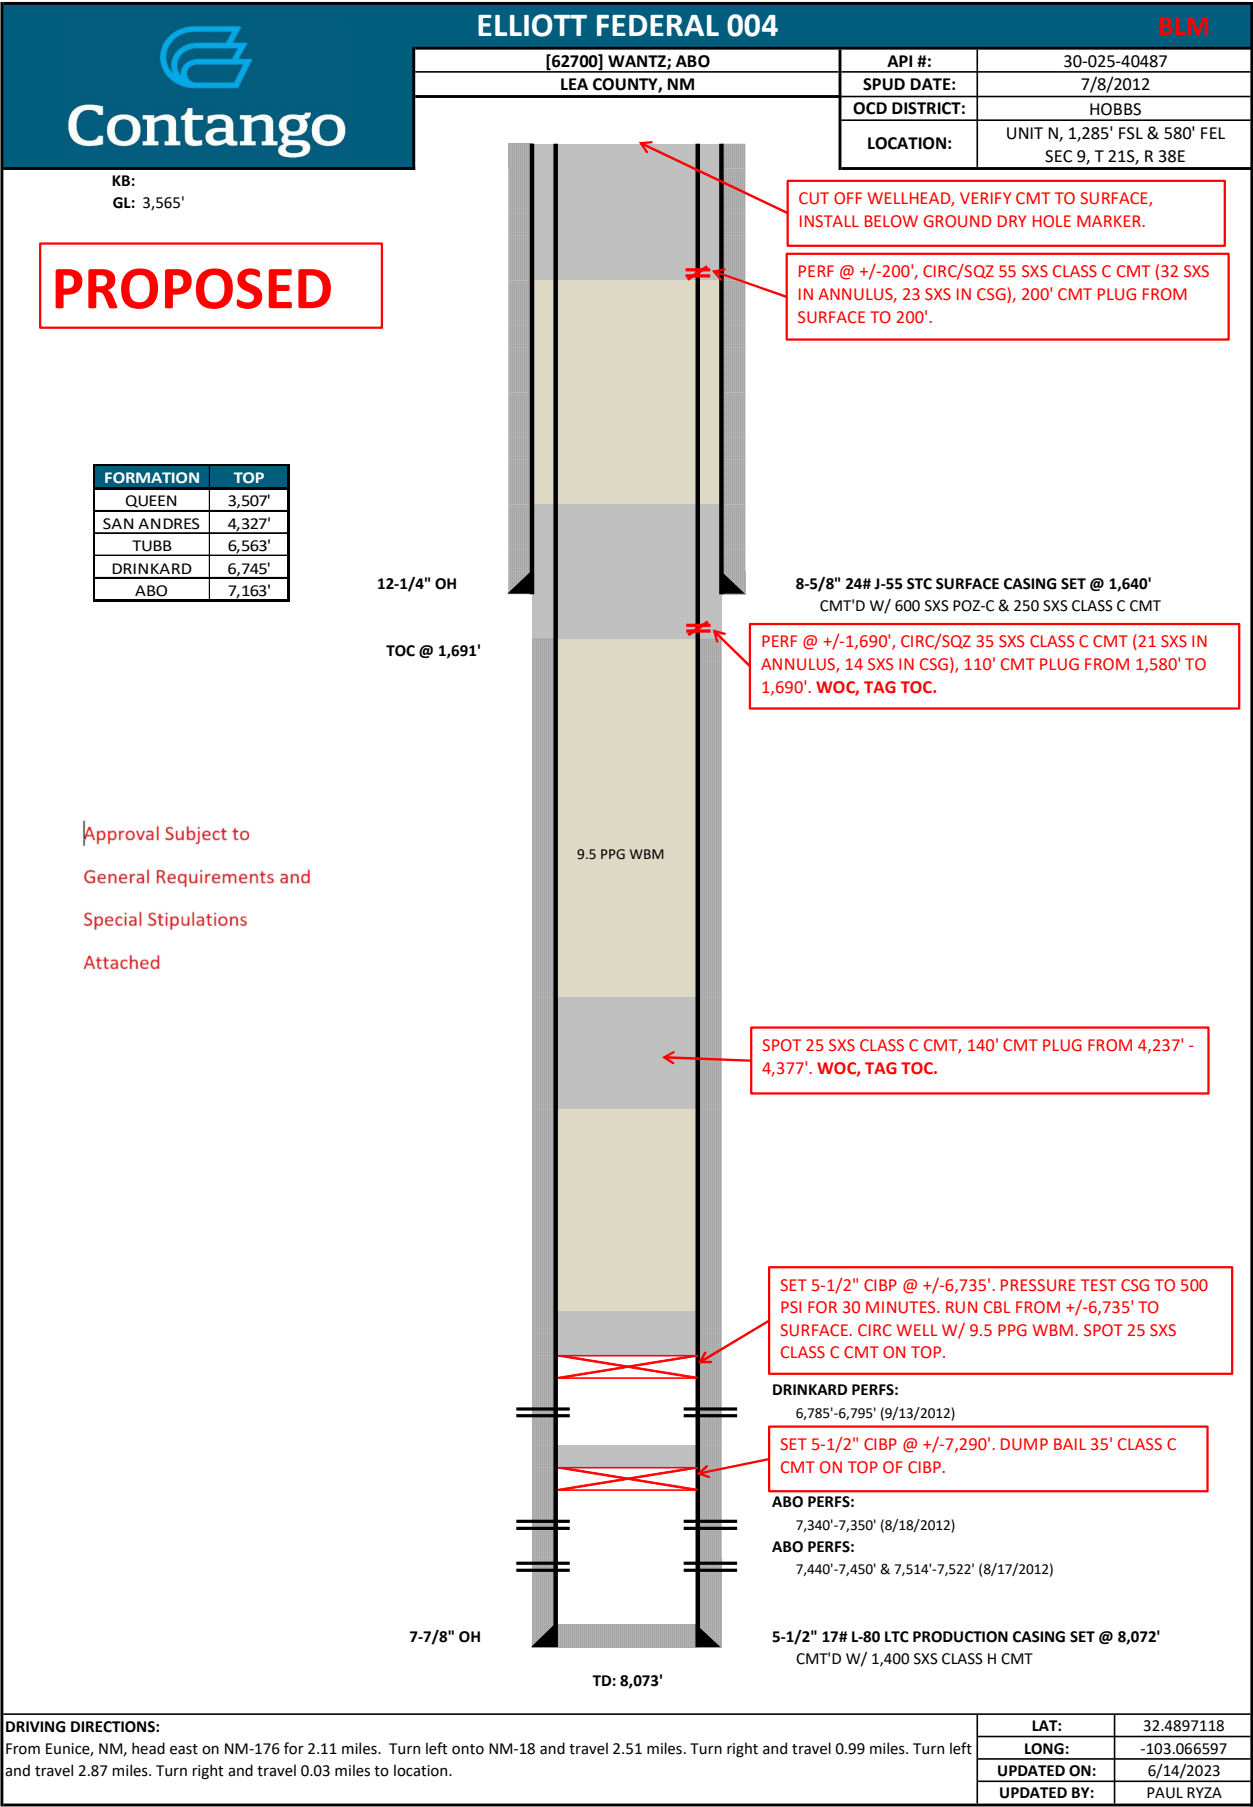 ELLIOTT FEDERAL 004
BLM
Contango
[62700] WANTZ; ABO
LEA COUNTY, NM
API #: 30-025-40487
SPUD DATE: 7/8/2012
OCD DISTRICT: HOBBS
LOCATION: UNIT N, 1,285' FSL & 580' FEL
SEC 9, T 21S, R 38E
KB:
GL: 3,565'
PROPOSED
CUT OFF WELLHEAD, VERIFY CMT TO SURFACE,
INSTALL BELOW GROUND DRY HOLE MARKER.
PERF @ +/-200', CIRC/SQZ 55 SXS CLASS C CMT (32 SXS
IN ANNULUS, 23 SXS IN CSG), 200' CMT PLUG FROM
SURFACE TO 200'.
FORMATION TOP
QUEEN 3,507'
SAN ANDRES 4,327'
TUBB 6,563'
DRINKARD 6,745'
ABO 7,163'
12-1/4" OH
8-5/8" 24# J-55 STC SURFACE CASING SET @ 1,640'
CMT'D W/ 600 SXS POZ-C & 250 SXS CLASS C CMT
TOC @ 1,691'
PERF @ +/-1,690', CIRC/SQZ 35 SXS CLASS C CMT (21 SXS IN
ANNULUS, 14 SXS IN CSG), 110' CMT PLUG FROM 1,580' TO
1,690'. WOC, TAG TOC.
Approval Subject to
General Requirements and
Special Stipulations
Attached
9.5 PPG WBM
SPOT 25 SXS CLASS C CMT, 140' CMT PLUG FROM 4,237' -
4,377'. WOC, TAG TOC.
SET 5-1/2" CIBP @ +/-6,735'. PRESSURE TEST CSG TO 500
PSI FOR 30 MINUTES. RUN CBL FROM +/-6,735' TO
SURFACE. CIRC WELL W/ 9.5 PPG WBM. SPOT 25 SXS
CLASS C CMT ON TOP.
DRINKARD PERFS:
6,785'-6,795' (9/13/2012)
SET 5-1/2" CIBP @ +/-7,290'. DUMP BAIL 35' CLASS C
CMT ON TOP OF CIBP.
ABO PERFS:
7,340'-7,350' (8/18/2012)
ABO PERFS:
7,440'-7,450' & 7,514'-7,522' (8/17/2012)
7-7/8" OH
5-1/2" 17# L-80 LTC PRODUCTION CASING SET @ 8,072'
CMT'D W/ 1,400 SXS CLASS H CMT
TD: 8,073'
DRIVING DIRECTIONS:
From Eunice, NM, head east on NM-176 for 2.11 miles. Turn left onto NM-18 and travel 2.51 miles. Turn right and travel 0.99 miles. Turn left
and travel 2.87 miles. Turn right and travel 0.03 miles to location.
LAT: 32.4897118
LONG: -103.066597
UPDATED ON: 6/14/2023
UPDATED BY: PAUL RYZA